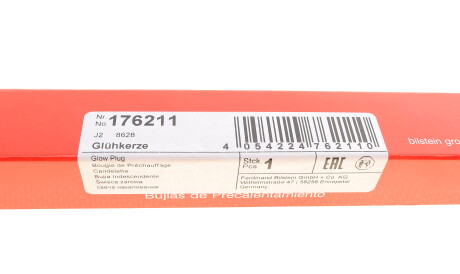 Nr.
No. 176211
J2 8628
Glühkerze
4 054224 762110
bilstein gro
Glow Plug
Bougie de Préchauffage
Candeletta
Bujia Incandescente
Świeca żarowa
Stck.
Pcs. 1
EAC
Ferdinand Bilstein GmbH + Co. KG
Wilhelmstraße 47 | 58256 Ennepetal
Germany
Bujías de Precalentamiento